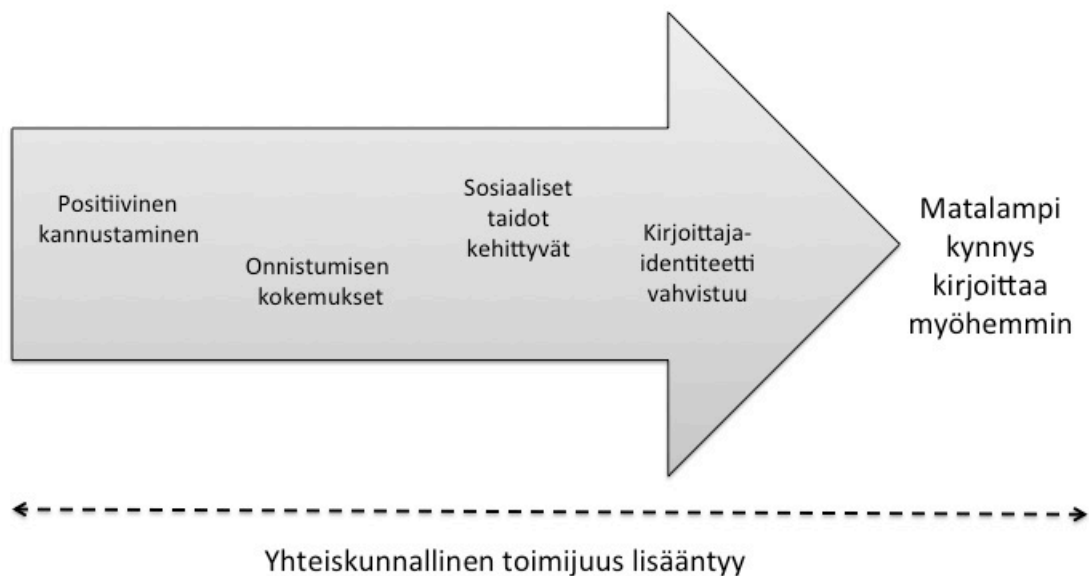 Positiivinen
kannustaminen
Onnistumisen
kokemukset
Sosiaaliset
taidot
kehittyvät
Kirjoittaja-
identiteetti
vahvistuu
Matalampi
kynnys
kirjoittaa
myöhemmin
Yhteiskunnallinen toimijuus lisääntyy